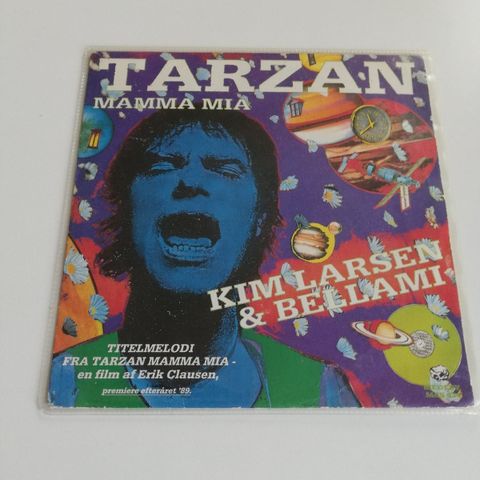 TARZAN
MAMMA MIA
KIM LARSEN
& BELLAMI
TITELMELODI
FRA TARZAN MAMMA MIA -
en film af Erik Clausen,
premiere efteråret '89.